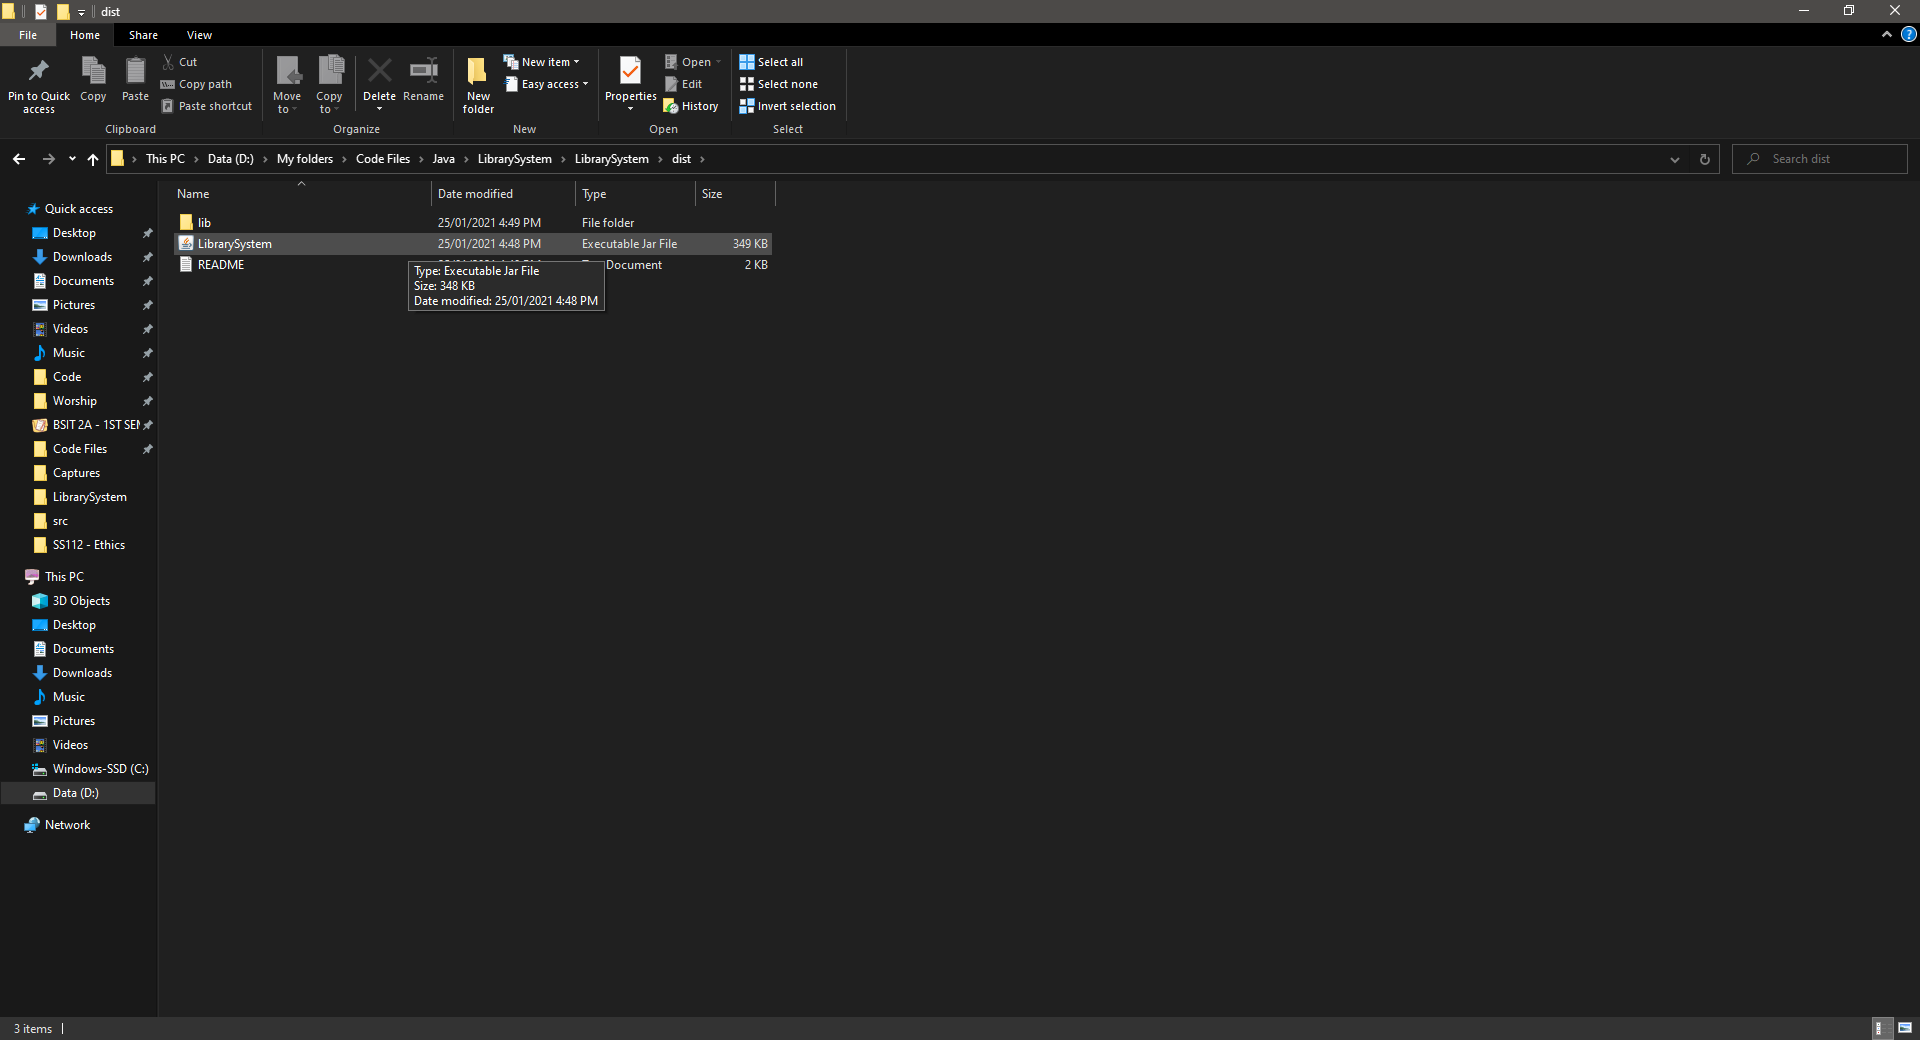 dist
File Home Share View
Pin to Quick access
Copy
Paste
Cut
Copy path
Paste shortcut
Clipboard
Move to
Copy to
Delete
Rename
Organize
New folder
New item
Easy access
New
Properties
Open
Edit
History
Open
Select all
Select none
Invert selection
Select
This PC Data (D:) My folders Code Files Java LibrarySystem LibrarySystem dist
Search dist
Name Date modified Type Size
lib 25/01/2021 4:49 PM File folder
LibrarySystem 25/01/2021 4:48 PM Executable Jar File 349 KB
README Document 2 KB
Type: Executable Jar File
Size: 348 KB
Date modified: 25/01/2021 4:48 PM
Quick access
Desktop
Downloads
Documents
Pictures
Videos
Music
Code
Worship
BSIT 2A - 1ST SE
Code Files
Captures
LibrarySystem
src
SS112 - Ethics
This PC
3D Objects
Desktop
Documents
Downloads
Music
Pictures
Videos
Windows-SSD (C:)
Data (D:)
Network
3 items